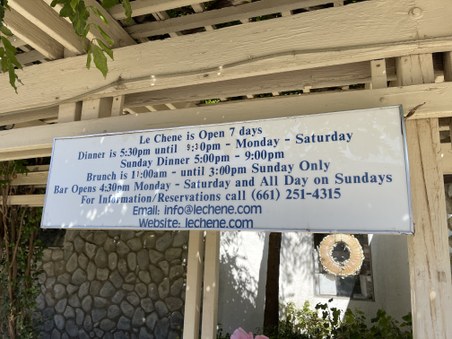 Le Chene is Open 7 days
Dinner is 5:30pm until - Monday - Saturday
Sunday Dinner 5:00pm - 9:00pm
Brunch is - until 3:00pm Sunday Only
Bar Opens 4:30pm Monday - Saturday and All Day on Sundays
For Information/Reservations call (661) 251-4315
Email: info@lechene.com
Website: lechene.com